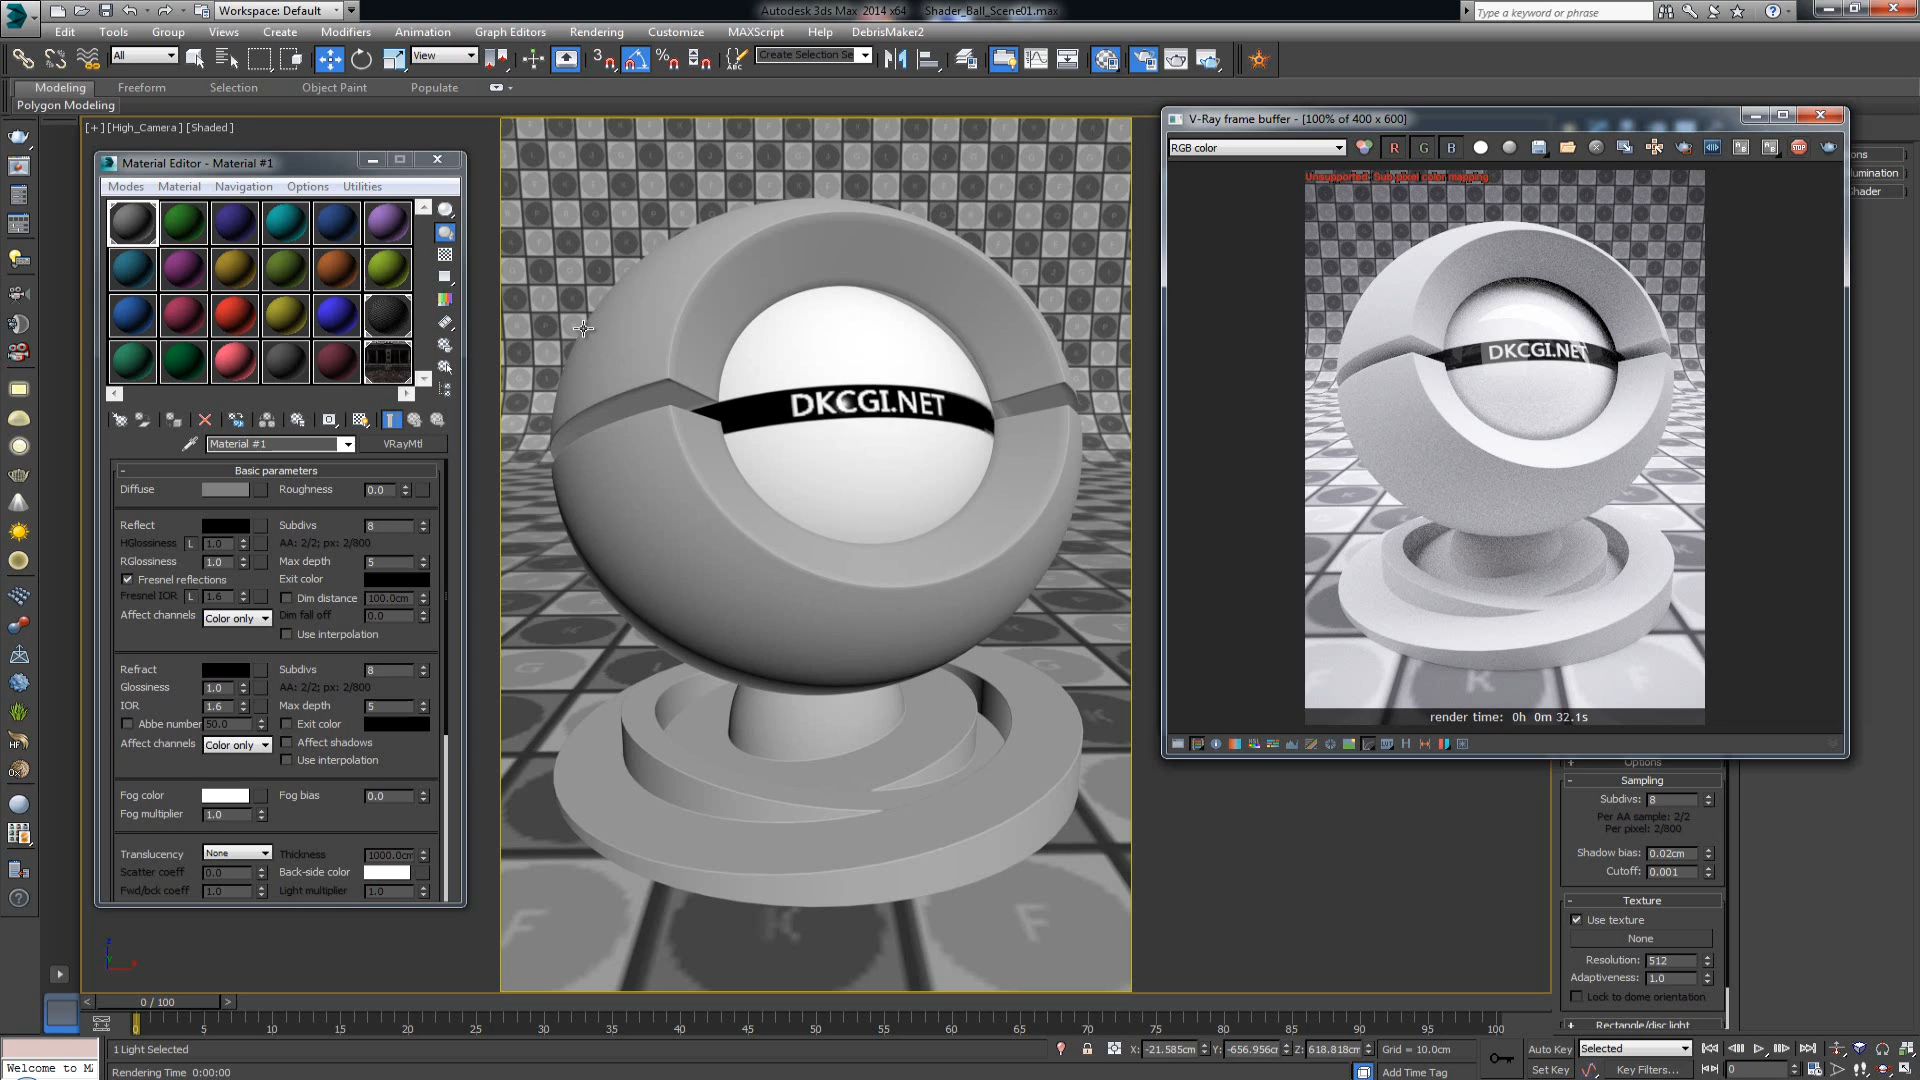 Workspace: Default
Autodesk 3ds Max 2014 x64 Shader_Ball_Scene01.max
Type a keyword or phrase
Edit Tools Group Views Create Modifiers Animation Graph Editors Rendering Customize MAXScript Help DebrisMaker2
All View Create Selection Se
Modeling Freeform Selection Object Paint Populate
Polygon Modeling
[+] [High_Camera] [Shaded]
Material Editor - Material #1
Modes Material Navigation Options Utilities
Material #1 VRayMtl
Basic parameters
Diffuse Roughness 0.0
Reflect Subdivs 8
HGlossiness L 1.0 AA: 2/2; px: 2/800
RGlossiness 1.0 Max depth 5
Fresnel reflections Exit color
Fresnel IOR L 1.6 Dim distance 100.0cm
Affect channels Color only Dim fall off 0.0
Use interpolation
Refract Subdivs 8
Glossiness 1.0 AA: 2/2; px: 2/800
IOR 1.6 Max depth 5
Abbe number 50.0 Exit color
Affect channels Color only Affect shadows
Use interpolation
Fog color Fog bias 0.0
Fog multiplier 1.0
Translucency None Thickness 1000.0cm
Scatter coeff 0.0 Back-side color
Fwd/bck coeff 1.0 Light multiplier 1.0
DKCGI.NET
V-Ray frame buffer - [100% of 400 x 600]
RGB color R G B
Unsupported: Sub-pixel color mapping
DKCGI.NET
render time: 0h 0m 32.1s
Options
Sampling
Subdivs: 8
Per AA sample: 2/2
Per pixel: 2/800
Shadow bias: 0.02cm
Cutoff: 0.001
Texture
Use texture
None
Resolution: 512
Adaptiveness: 1.0
Lock to dome orientation
Rectangle/disc light
0 / 100
0 5 10 15 20 25 30 35 40 45 50 55 60 65 70 75 80 85 90 95 100
1 Light Selected X: -21.585cm Y: -656.956c Z: 618.818cm Grid = 10.0cm Auto Key Selected
Welcome to M Rendering Time 0:00:00 Add Time Tag Set Key Key Filters... 0